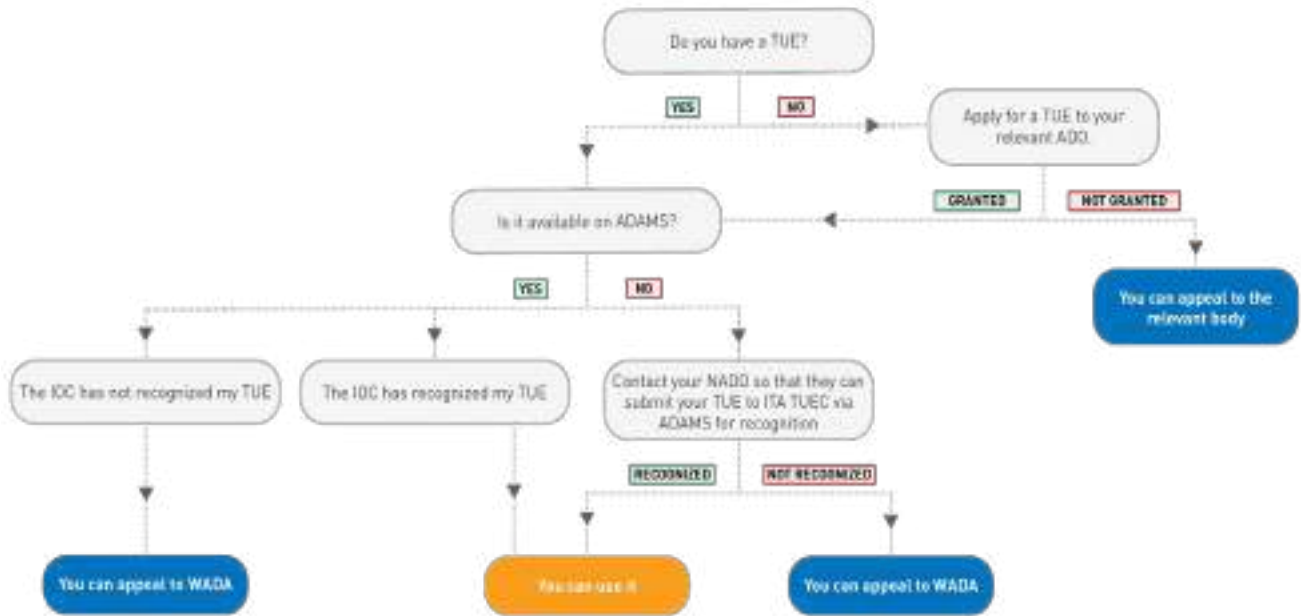 Do you have a TUE?
YES
NO
Apply for a TUE to your
relevant ADO.
GRANTED
NOT GRANTED
Is it available on ADAMS?
You can appeal to the
relevant body
YES
NO
The IOC has not recognized my TUE
The IOC has recognized my TUE
Contact your NADO so that they can
submit your TUE to ITA TUEC via
ADAMS for recognition
RECOGNIZED
NOT RECOGNIZED
You can appeal to WADA
You can use it
You can appeal to WADA